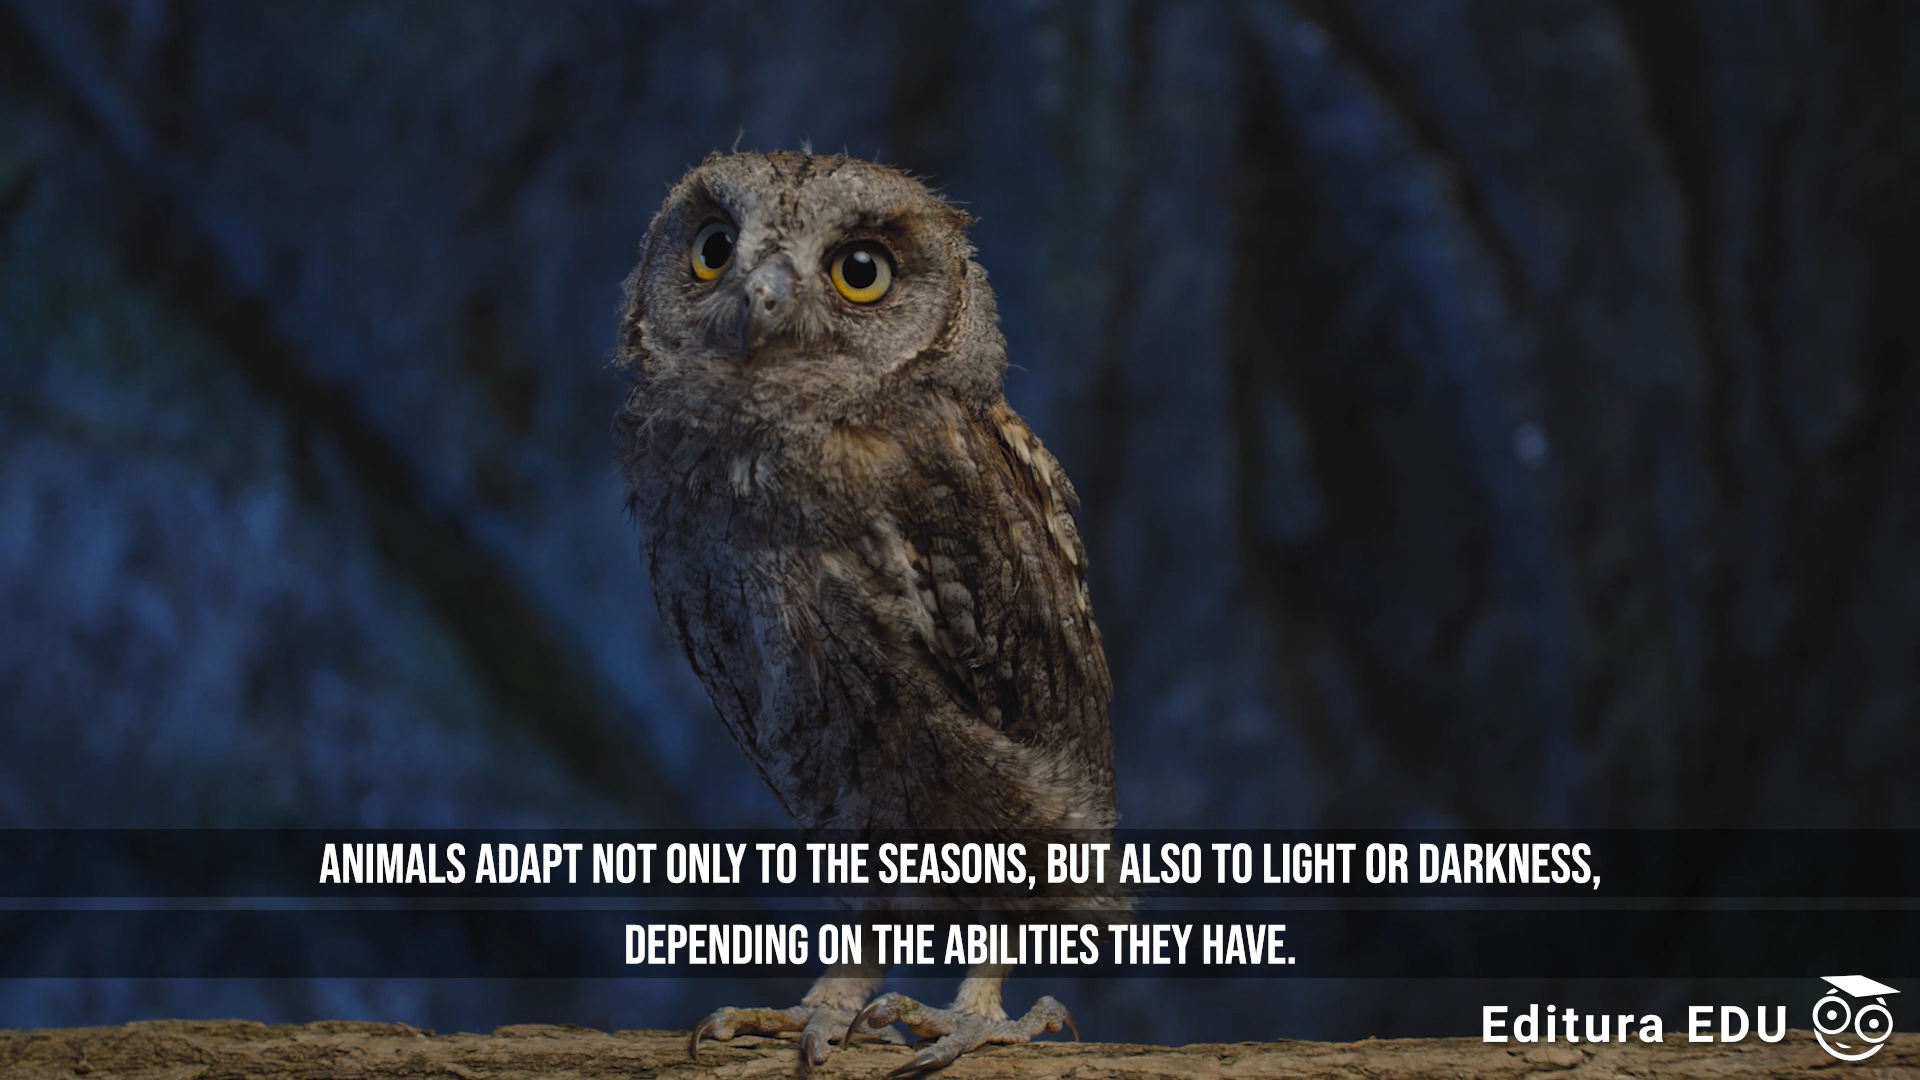 ANIMALS ADAPT NOT ONLY TO THE SEASONS, BUT ALSO TO LIGHT OR DARKNESS,
DEPENDING ON THE ABILITIES THEY HAVE.
Editura EDU